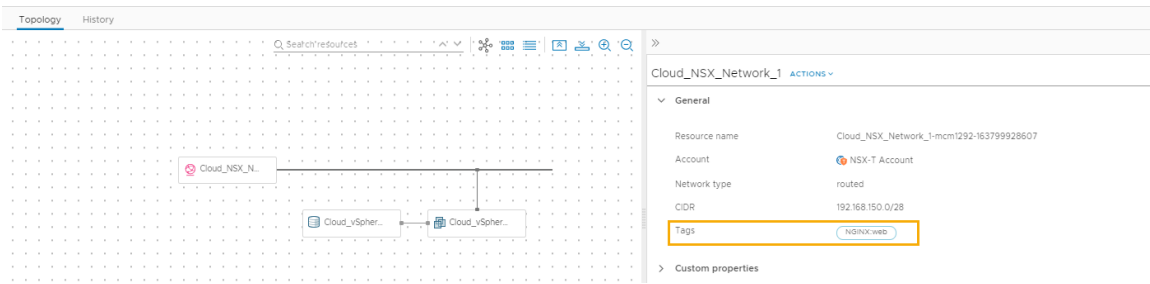 Topology History
Search resources
Cloud_NSX_N...
Cloud_vSpher...
Cloud_vSpher...
Cloud_NSX_Network_1 ACTIONS
General
Resource name Cloud_NSX_Network_1-mcm1292-163799928607
Account NSX-T Account
Network type routed
CIDR 192.168.150.0/28
Tags NGINX:web
Custom properties